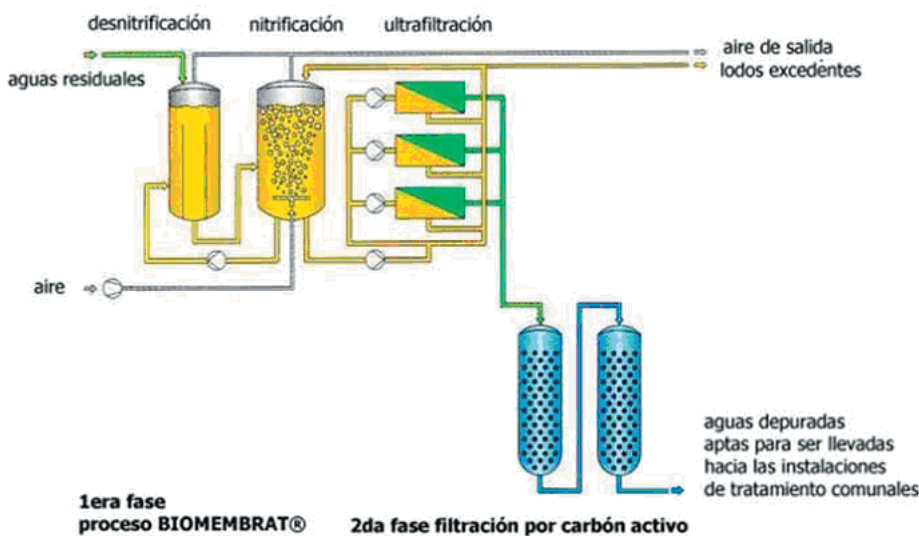 desnitrificación
nitrificación
ultrafiltración
aguas residuales
aire de salida
lodos excedentes
aire
aguas depuradas
aptas para ser llevadas
hacia las instalaciones
de tratamiento comunales
1era fase
proceso BIOMEMBRAT®
2da fase filtración por carbón activo